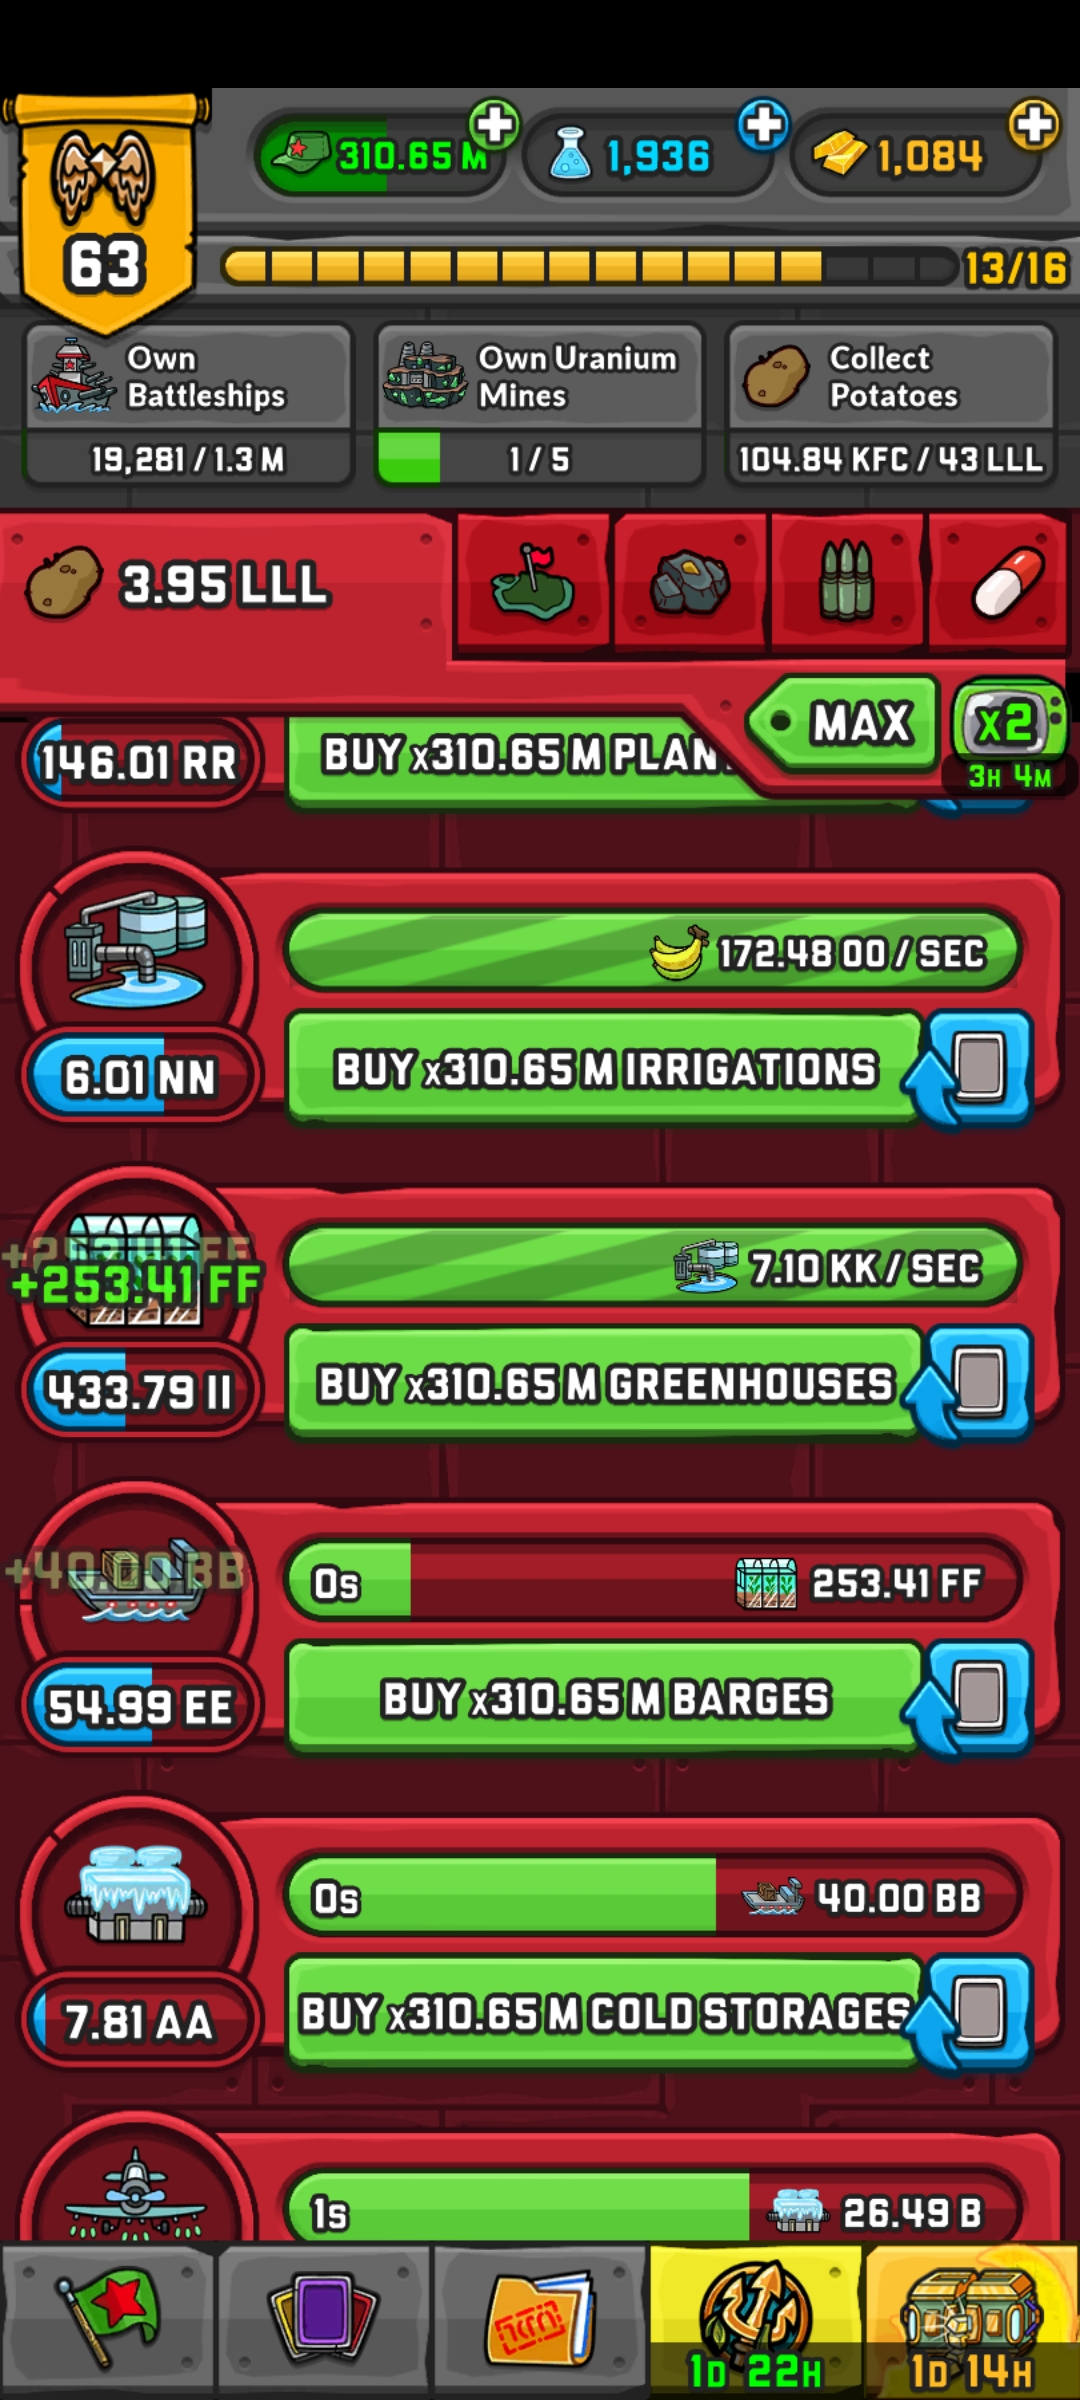 310.65 M
1,936
1,084
63
13/16
Own
Battleships
19,281 / 1.3 M
Own Uranium
Mines
1 / 5
Collect
Potatoes
104.84 KFC / 43 LLL
3.95 LLL
MAX
x2
3H 4M
146.01 RR
BUY x310.65 M PLAN
172.48 OO / SEC
6.01 NN
BUY x310.65 M IRRIGATIONS
+253.41 FF
+253.41 FF
7.10 KK / SEC
433.79 II
BUY x310.65 M GREENHOUSES
+40.00 BB
0s
253.41 FF
54.99 EE
BUY x310.65 M BARGES
0s
40.00 BB
7.81 AA
BUY x310.65 M COLD STORAGES
1s
26.49 B
1D 22H
1D 14H